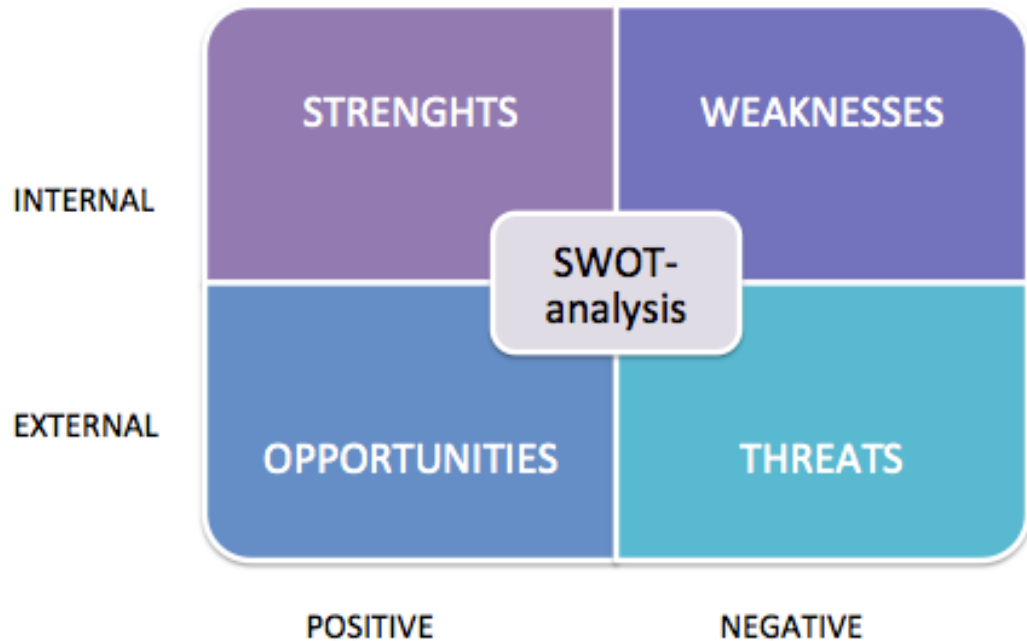 STRENGHTS
WEAKNESSES
INTERNAL
SWOT-
analysis
EXTERNAL
OPPORTUNITIES
THREATS
POSITIVE
NEGATIVE